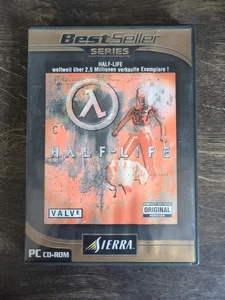 BestSeller
SERIES
HALF-LIFE
weltweit über 2,5 Millionen verkaufte Exemplare !
HALF-LIFE
VALVE
ORIGINAL
VERSION
PC CD-ROM
SIERRA